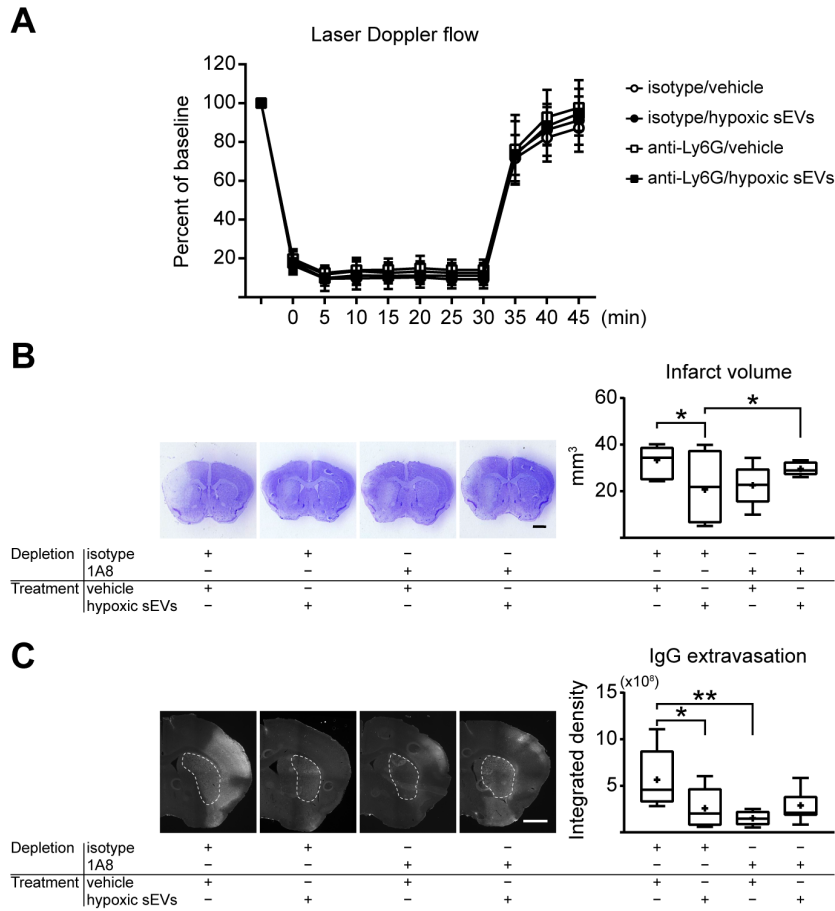 A
Laser Doppler flow
Percent of baseline
120
100
80
60
40
20
0 5 10 15 20 25 30 35 40 45 (min)
isotype/vehicle
isotype/hypoxic sEVs
anti-Ly6G/vehicle
anti-Ly6G/hypoxic sEVs
B
Infarct volume
mm³
60
40
20
* *
Depletion isotype + + – – + + – –
1A8 – – + + – – + +
Treatment vehicle + – + – + – + –
hypoxic sEVs – + – + – + – +
C
IgG extravasation
Integrated density
(x10⁸)
15
10
5
**
*
Depletion isotype + + – – + + – –
1A8 – – + + – – + +
Treatment vehicle + – + – + – + –
hypoxic sEVs – + – + – + – +